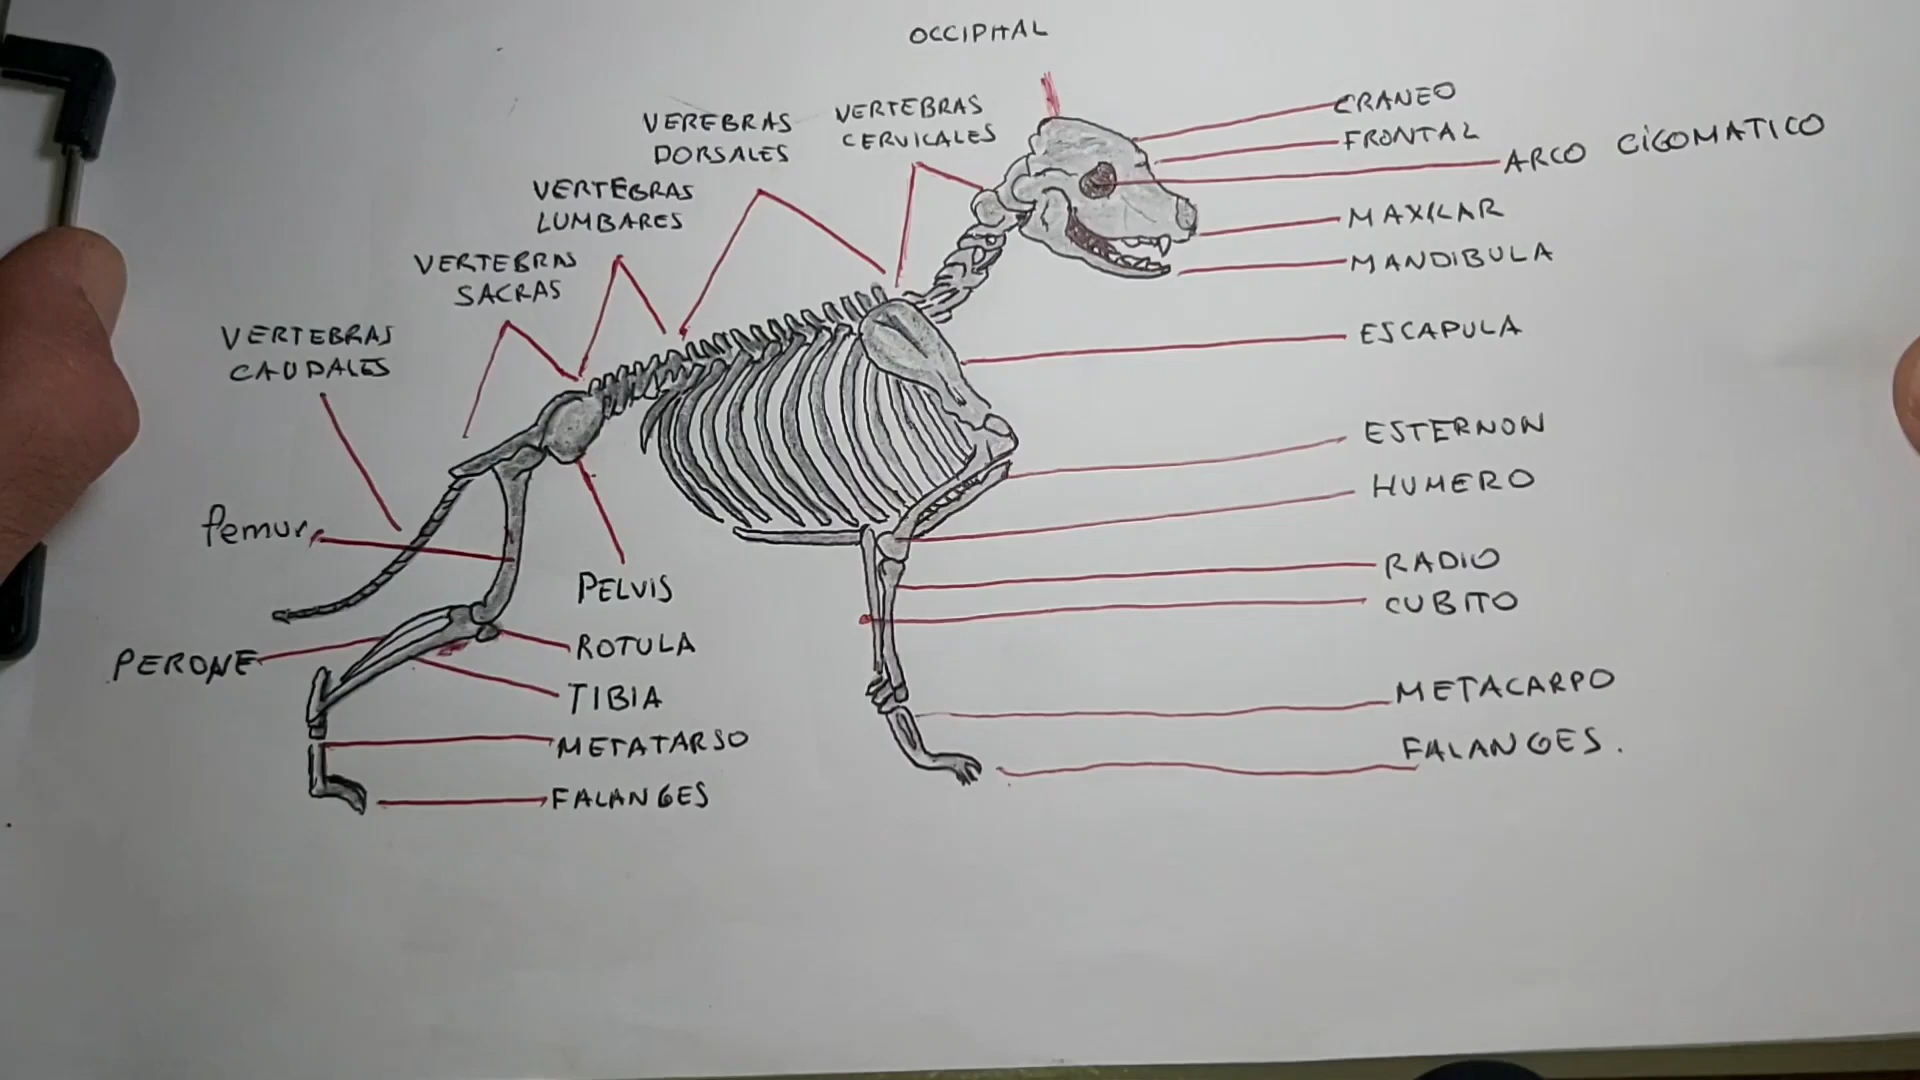 OCCIPITAL
VEREBRAS
DORSALES
VERTEBRAS
CERVICALES
VERTEBRAS
LUMBARES
VERTEBRAS
SACRAS
VERTEBRAS
CAUDALES
CRANEO
FRONTAL
ARCO CIGOMATICO
MAXILAR
MANDIBULA
ESCAPULA
ESTERNON
HUMERO
RADIO
CUBITO
METACARPO
FALANGES.
femur
PELVIS
PERONE
ROTULA
TIBIA
METATARSO
FALANGES